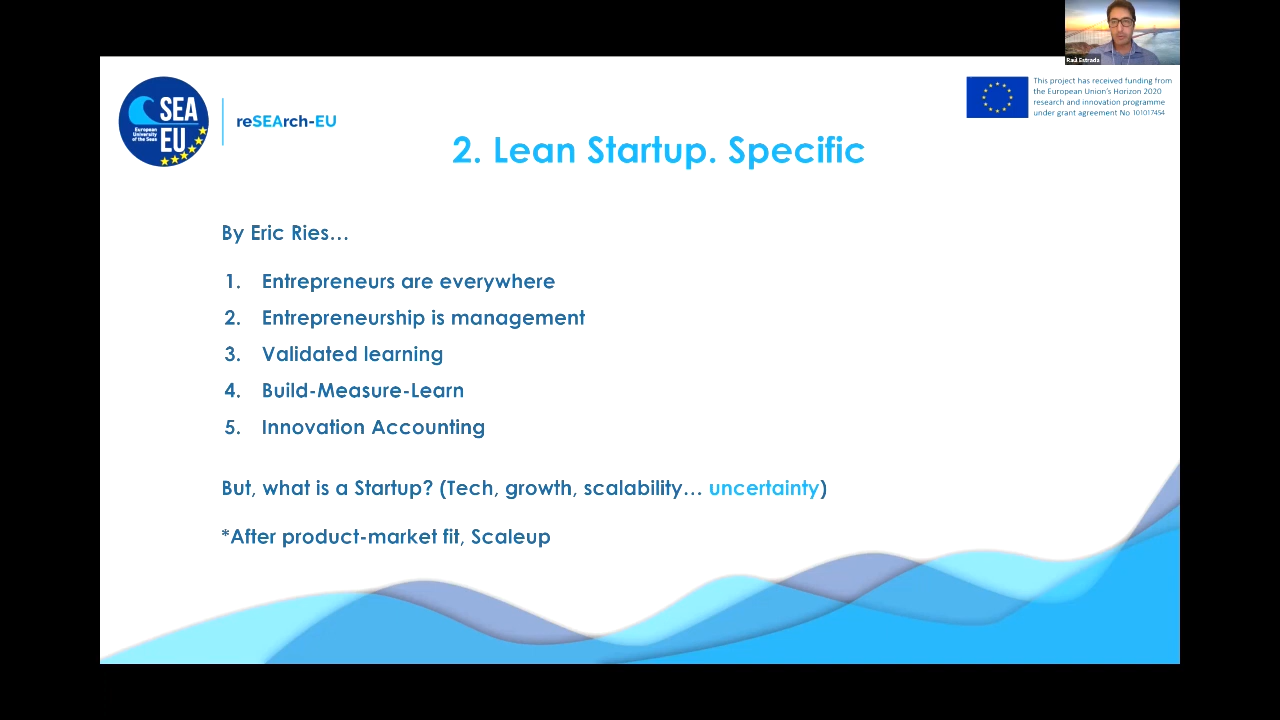 Raúl Estrada
SEA
European
University
of the Seas
EU
reSEArch-EU
This project has received funding from
the European Union's Horizon 2020
research and innovation programme
under grant agreement No 101017454
2. Lean Startup. Specific
By Eric Ries…
1. Entrepreneurs are everywhere
2. Entrepreneurship is management
3. Validated learning
4. Build-Measure-Learn
5. Innovation Accounting
But, what is a Startup? (Tech, growth, scalability… uncertainty)
*After product-market fit, Scaleup